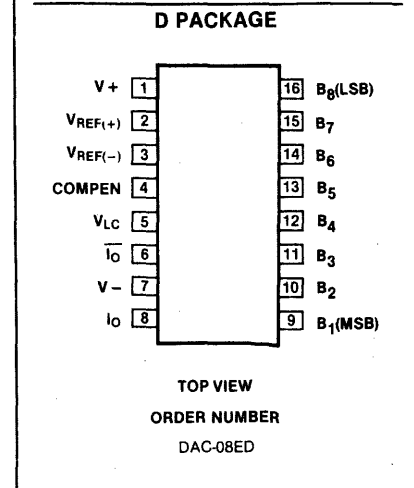 D PACKAGE
V+ 1 16 B8(LSB)
VREF(+) 2 15 B7
VREF(−) 3 14 B6
COMPEN 4 13 B5
VLC 5 12 B4
I̅O̅ 6 11 B3
V− 7 10 B2
IO 8 9 B1(MSB)
TOP VIEW
ORDER NUMBER
DAC-08ED